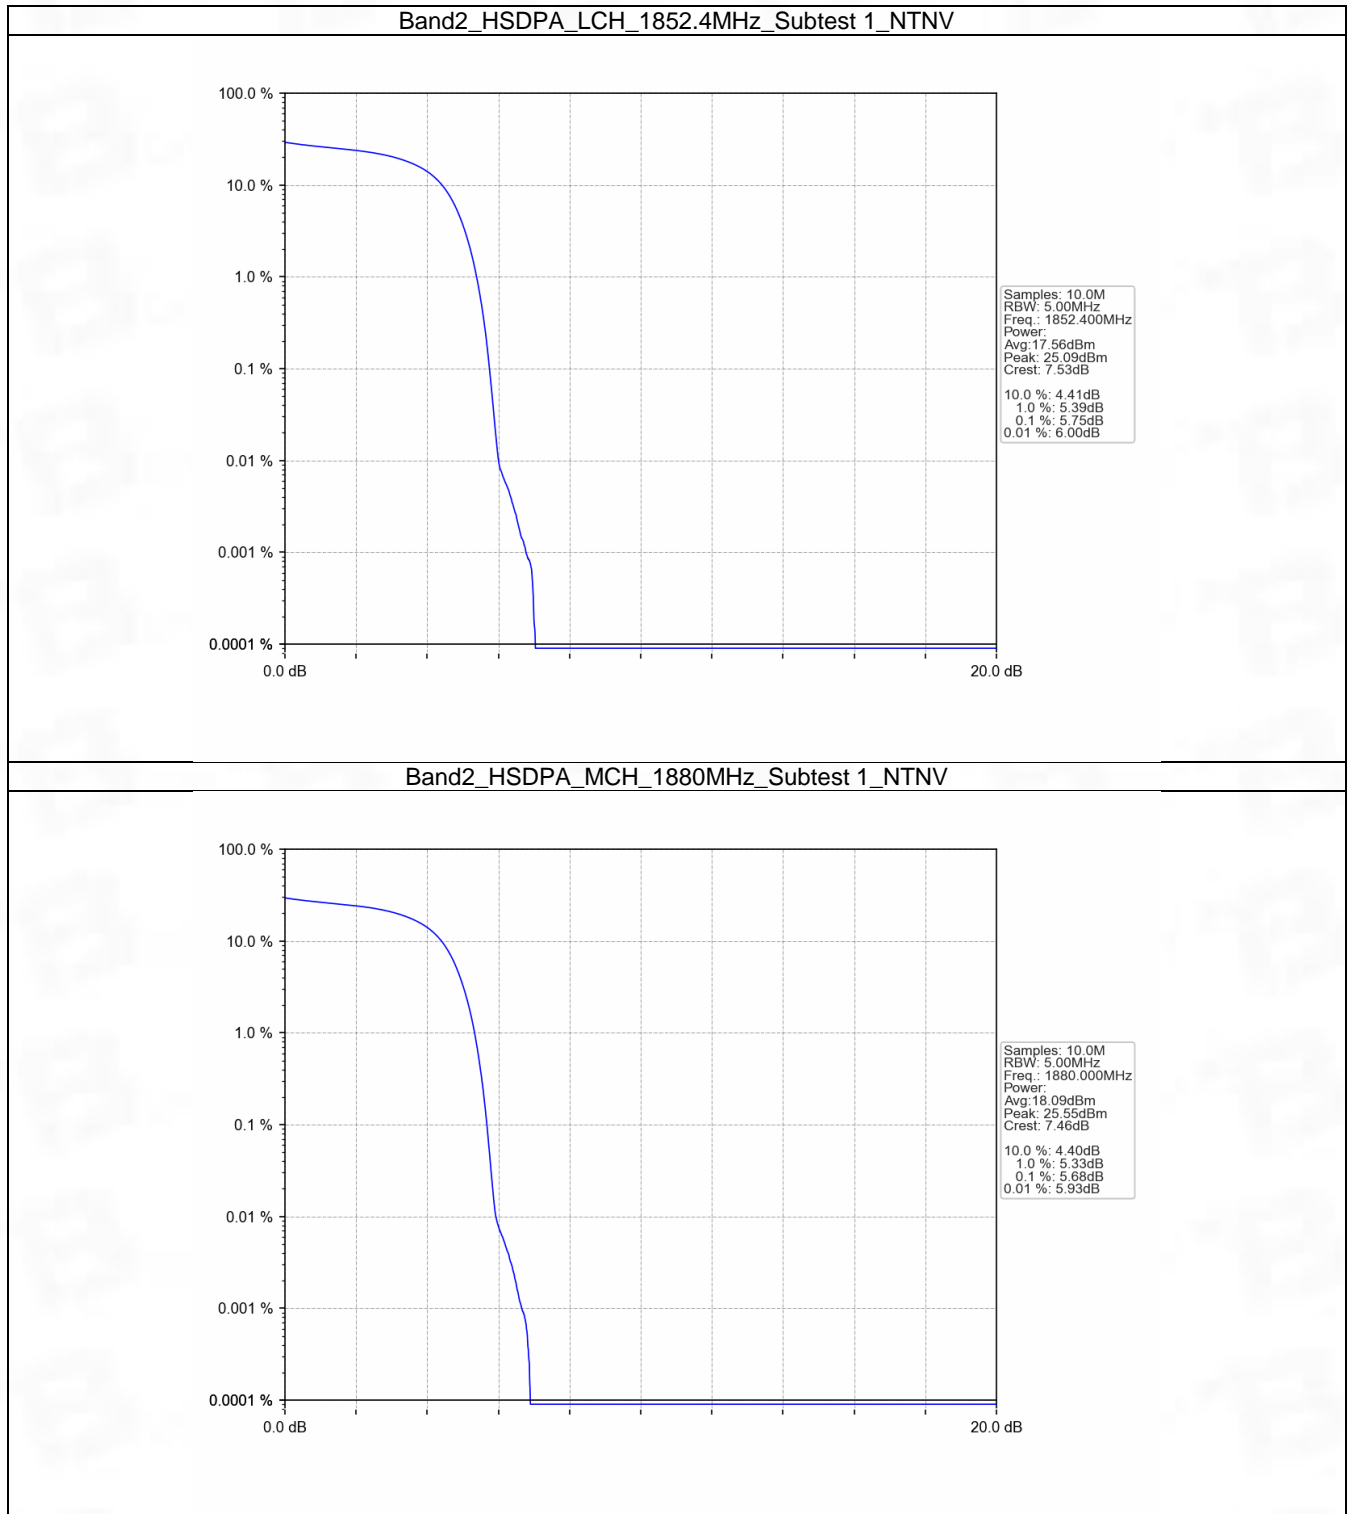 Band2_HSDPA_LCH_1852.4MHz_Subtest 1_NTNV
100.0 %
10.0 %
1.0 %
0.1 %
0.01 %
0.001 %
0.0001 %
0.0 dB
20.0 dB
Samples: 10.0M
RBW: 5.00MHz
Freq.: 1852.400MHz
Power:
Avg:17.56dBm
Peak: 25.09dBm
Crest: 7.53dB
10.0 %: 4.41dB
1.0 %: 5.39dB
0.1 %: 5.75dB
0.01 %: 6.00dB
Band2_HSDPA_MCH_1880MHz_Subtest 1_NTNV
100.0 %
10.0 %
1.0 %
0.1 %
0.01 %
0.001 %
0.0001 %
0.0 dB
20.0 dB
Samples: 10.0M
RBW: 5.00MHz
Freq.: 1880.000MHz
Power:
Avg:18.09dBm
Peak: 25.55dBm
Crest: 7.46dB
10.0 %: 4.40dB
1.0 %: 5.33dB
0.1 %: 5.68dB
0.01 %: 5.93dB